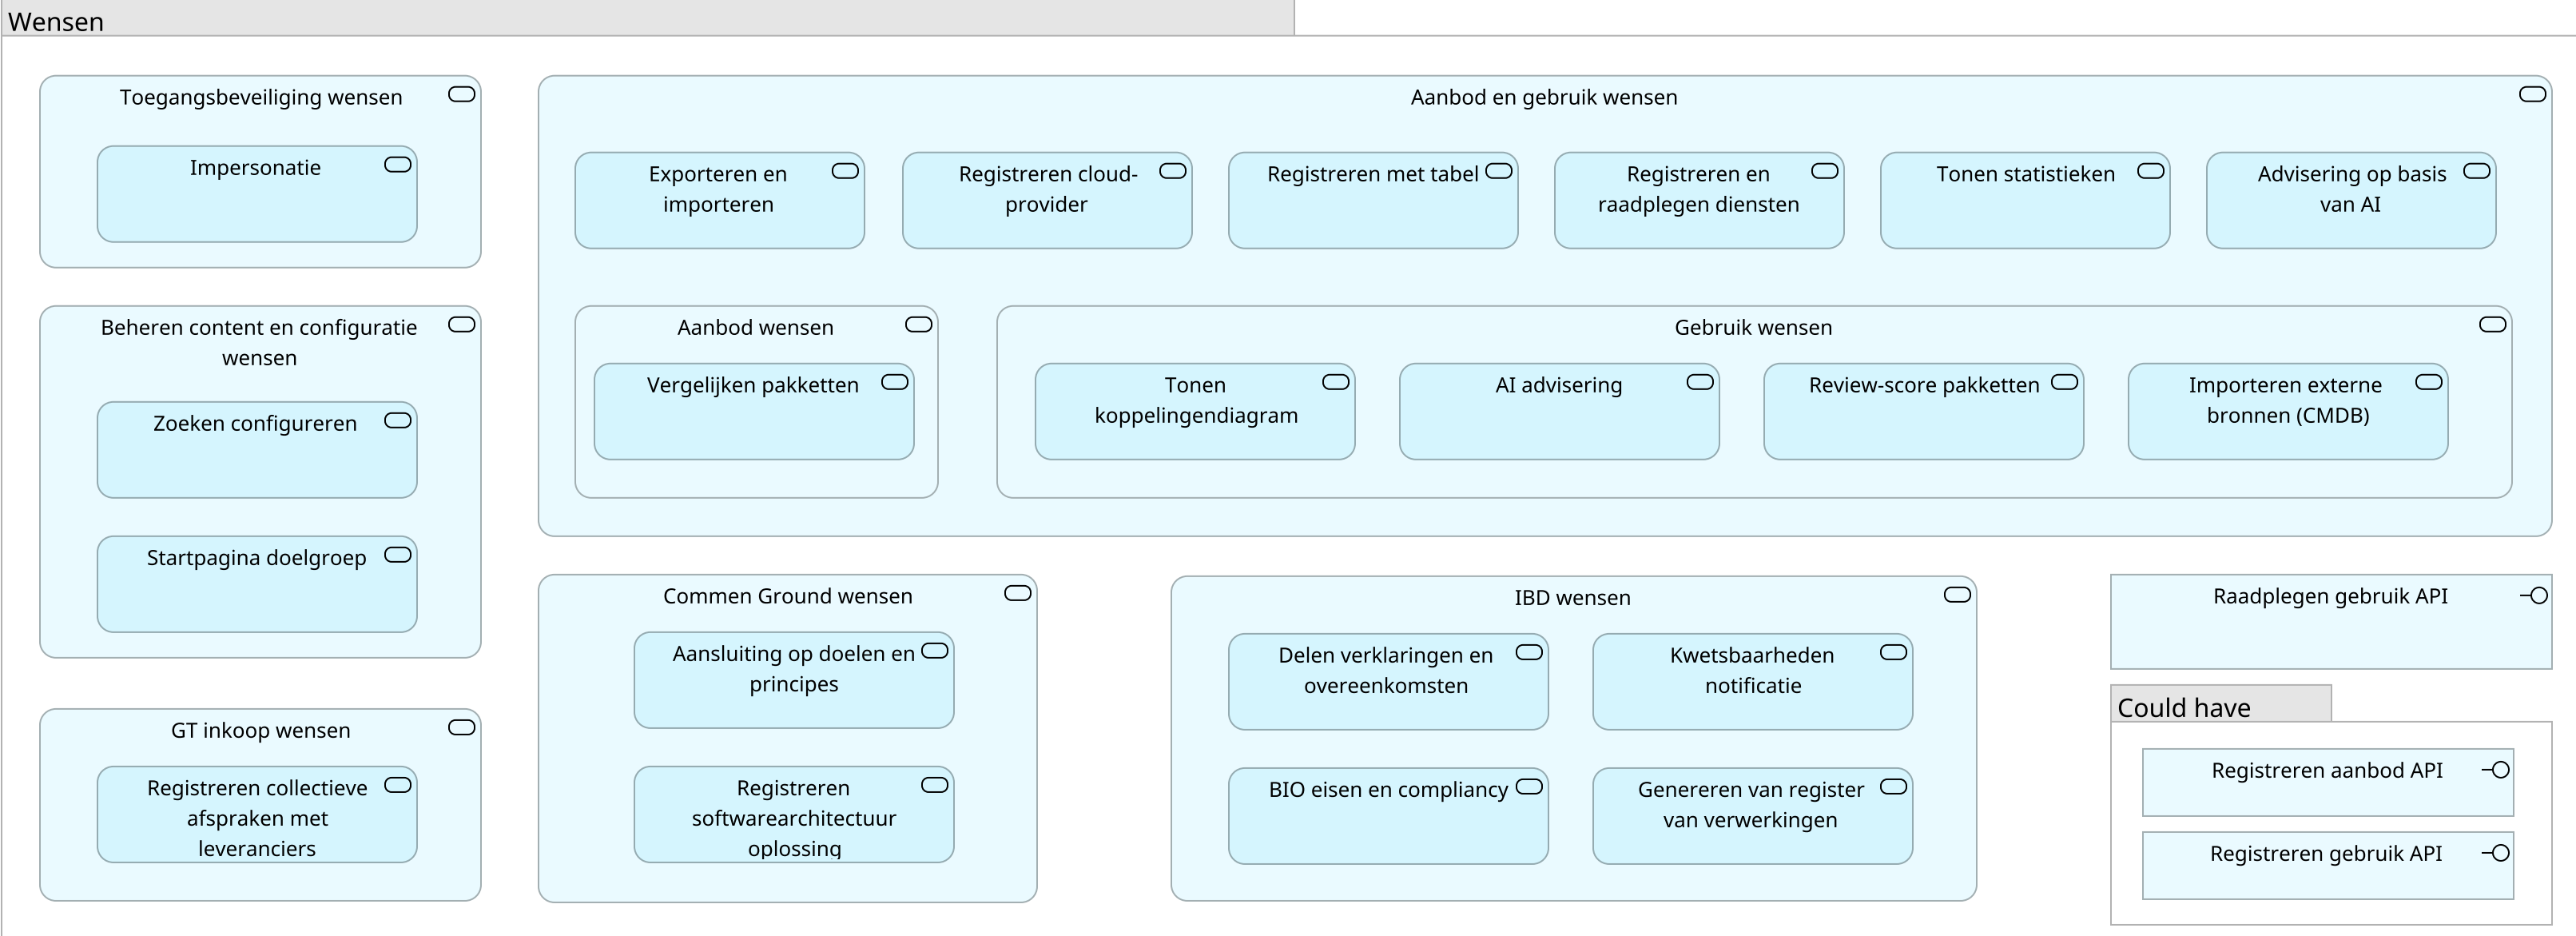 Wensen
Toegangsbeveiliging wensen
Impersonatie
Beheren content en configuratie
wensen
Zoeken configureren
Startpagina doelgroep
GT inkoop wensen
Registreren collectieve
afspraken met
leveranciers
Aanbod en gebruik wensen
Exporteren en
importeren
Registreren cloud-
provider
Registreren met tabel
Registreren en
raadplegen diensten
Tonen statistieken
Advisering op basis
van AI
Aanbod wensen
Vergelijken pakketten
Gebruik wensen
Tonen
koppelingendiagram
AI advisering
Review-score pakketten
Importeren externe
bronnen (CMDB)
Commen Ground wensen
Aansluiting op doelen en
principes
Registreren
softwarearchitectuur
oplossing
IBD wensen
Delen verklaringen en
overeenkomsten
Kwetsbaarheden
notificatie
BIO eisen en compliancy
Genereren van register
van verwerkingen
Raadplegen gebruik API
Could have
Registreren aanbod API
Registreren gebruik API